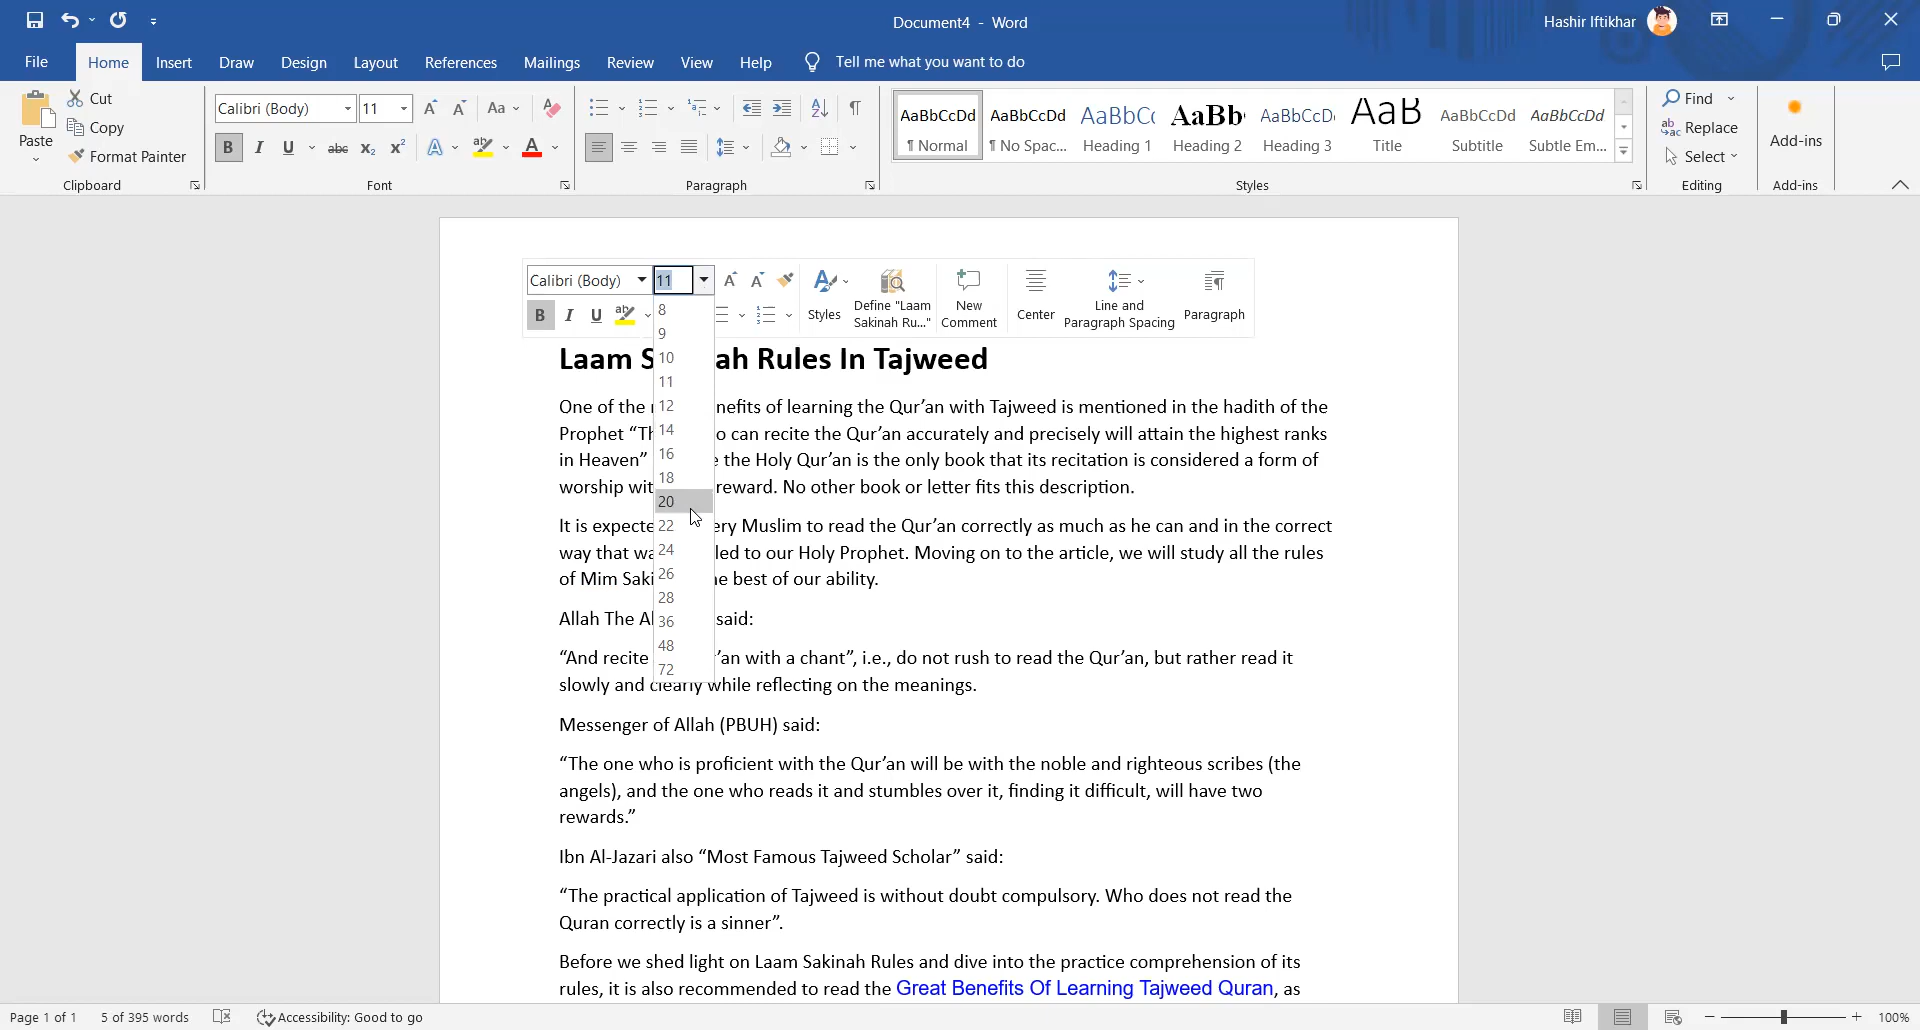 Document4 - Word
Hashir Iftikhar
File Home Insert Draw Design Layout References Mailings Review View Help Tell me what you want to do
Paste
Cut
Copy
Format Painter
Clipboard
Calibri (Body) 11
Font
Paragraph
AaBbCcDd AaBbCcDd AaBbCc AaBb AaBbCcD AaB AaBbCcDd AaBbCcDd
¶ Normal ¶ No Spac... Heading 1 Heading 2 Heading 3 Title Subtitle Subtle Em...
Styles
Find
Replace
Select
Editing
Add-ins
Add-ins
Calibri (Body) 11
Styles
Define "Laam
Sakinah Ru..."
New
Comment
Center
Line and
Paragraph Spacing
Paragraph
8
9
10
11
12
14
16
18
20
22
24
26
28
36
48
72
Laam S ah Rules In Tajweed
One of the nefits of learning the Qur’an with Tajweed is mentioned in the hadith of the
Prophet “Th o can recite the Qur’an accurately and precisely will attain the highest ranks
in Heaven” e the Holy Qur’an is the only book that its recitation is considered a form of
worship wit reward. No other book or letter fits this description.
It is expecte ery Muslim to read the Qur’an correctly as much as he can and in the correct
way that wa led to our Holy Prophet. Moving on to the article, we will study all the rules
of Mim Saki e best of our ability.
Allah The Al said:
“And recite ’an with a chant”, i.e., do not rush to read the Qur’an, but rather read it
slowly and clearly while reflecting on the meanings.
Messenger of Allah (PBUH) said:
“The one who is proficient with the Qur’an will be with the noble and righteous scribes (the
angels), and the one who reads it and stumbles over it, finding it difficult, will have two
rewards.”
Ibn Al-Jazari also “Most Famous Tajweed Scholar” said:
“The practical application of Tajweed is without doubt compulsory. Who does not read the
Quran correctly is a sinner”.
Before we shed light on Laam Sakinah Rules and dive into the practice comprehension of its
rules, it is also recommended to read the Great Benefits Of Learning Tajweed Quran, as
Page 1 of 1 5 of 395 words Accessibility: Good to go 100%